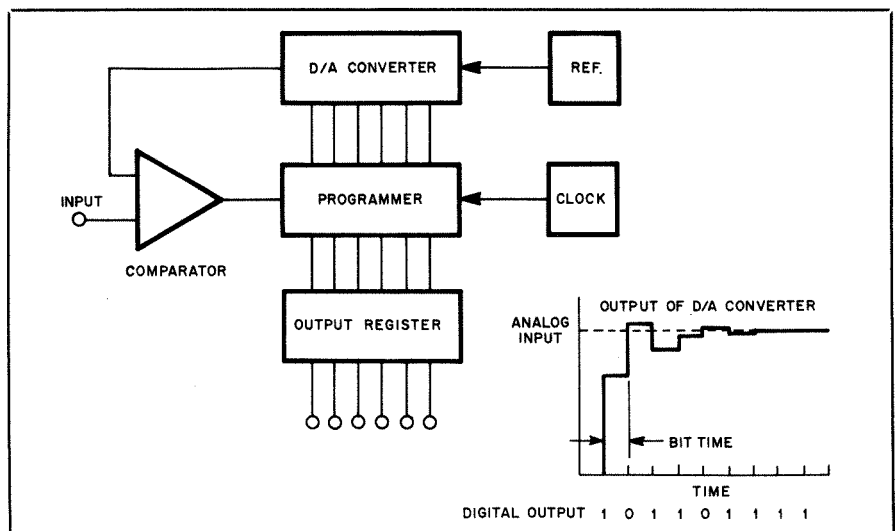 D/A CONVERTER
REF.
INPUT
PROGRAMMER
CLOCK
COMPARATOR
OUTPUT REGISTER
OUTPUT OF D/A CONVERTER
ANALOG
INPUT
BIT TIME
TIME
DIGITAL OUTPUT 1 0 1 1 0 1 1 1 1